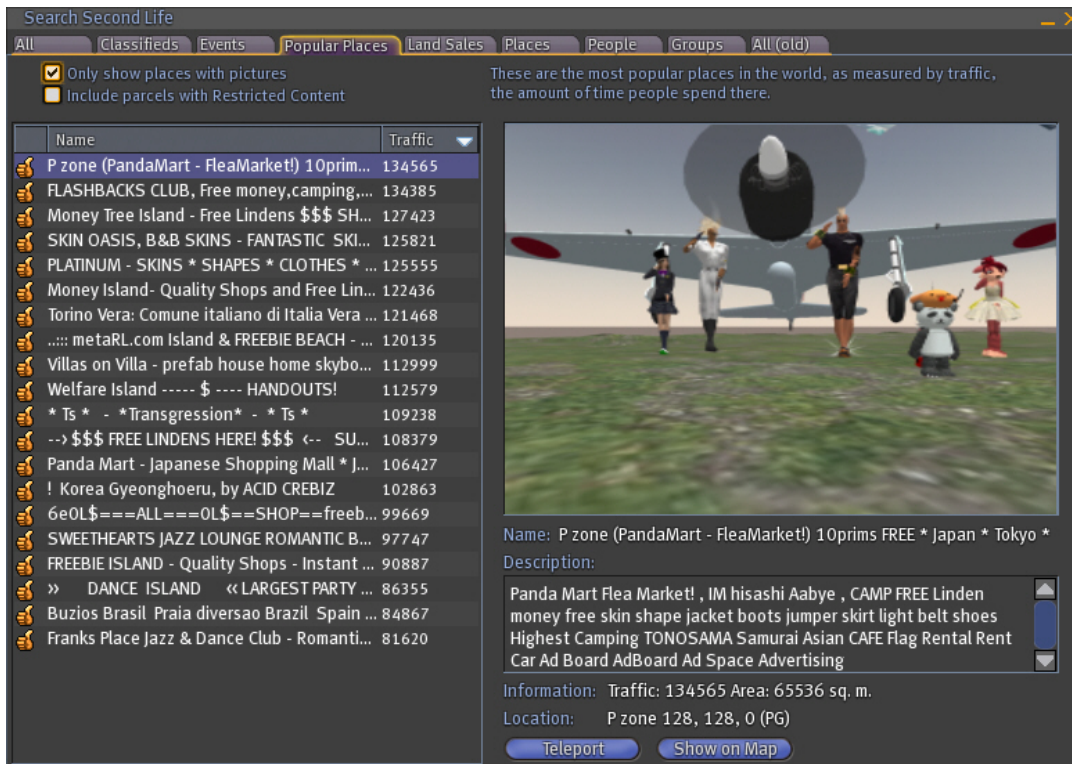 Search Second Life
All Classifieds Events Popular Places Land Sales Places People Groups All (old)
Only show places with pictures
Include parcels with Restricted Content
These are the most popular places in the world, as measured by traffic,
the amount of time people spend there.
Name Traffic
P zone (PandaMart - FleaMarket!) 10prim... 134565
FLASHBACKS CLUB, Free money,camping,... 134385
Money Tree Island - Free Lindens $$$ SH... 127423
SKIN OASIS, B&B SKINS - FANTASTIC SKI... 125821
PLATINUM - SKINS * SHAPES * CLOTHES * ... 125555
Money Island- Quality Shops and Free Lin... 122436
Torino Vera: Comune italiano di Italia Vera ... 121468
..::: metaRL.com Island & FREEBIE BEACH - ... 120135
Villas on Villa - prefab house home skybo... 112999
Welfare Island ----- $ ---- HANDOUTS! 112579
* Ts * - *Transgression* - * Ts * 109238
--> $$$ FREE LINDENS HERE! $$$ <-- SU... 108379
Panda Mart - Japanese Shopping Mall * J... 106427
! Korea Gyeonghoeru, by ACID CREBIZ 102863
6e0L$===ALL===0L$==SHOP==freeb... 99669
SWEETHEARTS JAZZ LOUNGE ROMANTIC B... 97747
FREEBIE ISLAND - Quality Shops - Instant ... 90887
» DANCE ISLAND « LARGEST PARTY ... 86355
Buzios Brasil Praia diversao Brazil Spain ... 84867
Franks Place Jazz & Dance Club - Romanti... 81620
Name: P zone (PandaMart - FleaMarket!) 10prims FREE * Japan * Tokyo *
Description:
Panda Mart Flea Market! , IM hisashi Aabye , CAMP FREE Linden
money free skin shape jacket boots jumper skirt light belt shoes
Highest Camping TONOSAMA Samurai Asian CAFE Flag Rental Rent
Car Ad Board AdBoard Ad Space Advertising
Information: Traffic: 134565 Area: 65536 sq. m.
Location: P zone 128, 128, 0 (PG)
Teleport Show on Map